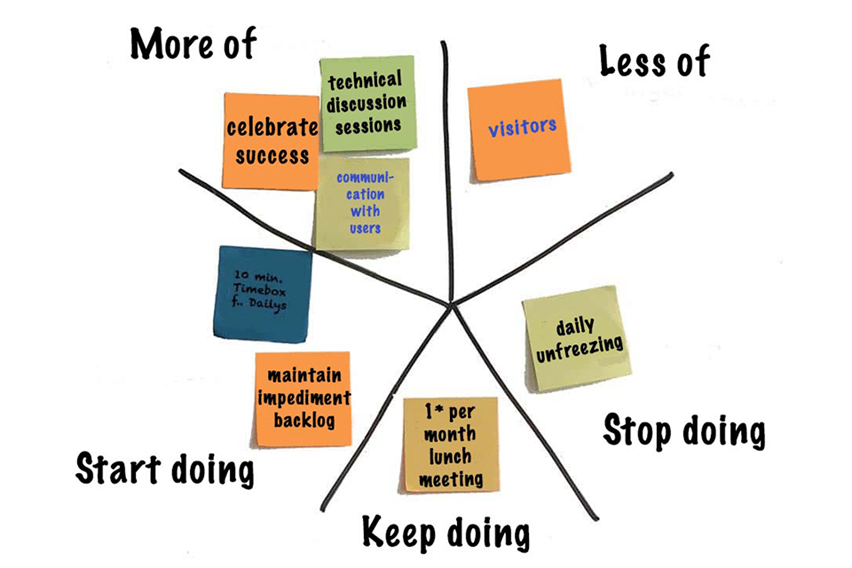 More of
Less of
technical
discussion
sessions
celebrate
success
visitors
communi-
cation
with
users
10 min.
Timebox
f.. Dailys
daily
unfreezing
maintain
impediment
backlog
1* per
month
lunch
meeting
Start doing
Stop doing
Keep doing